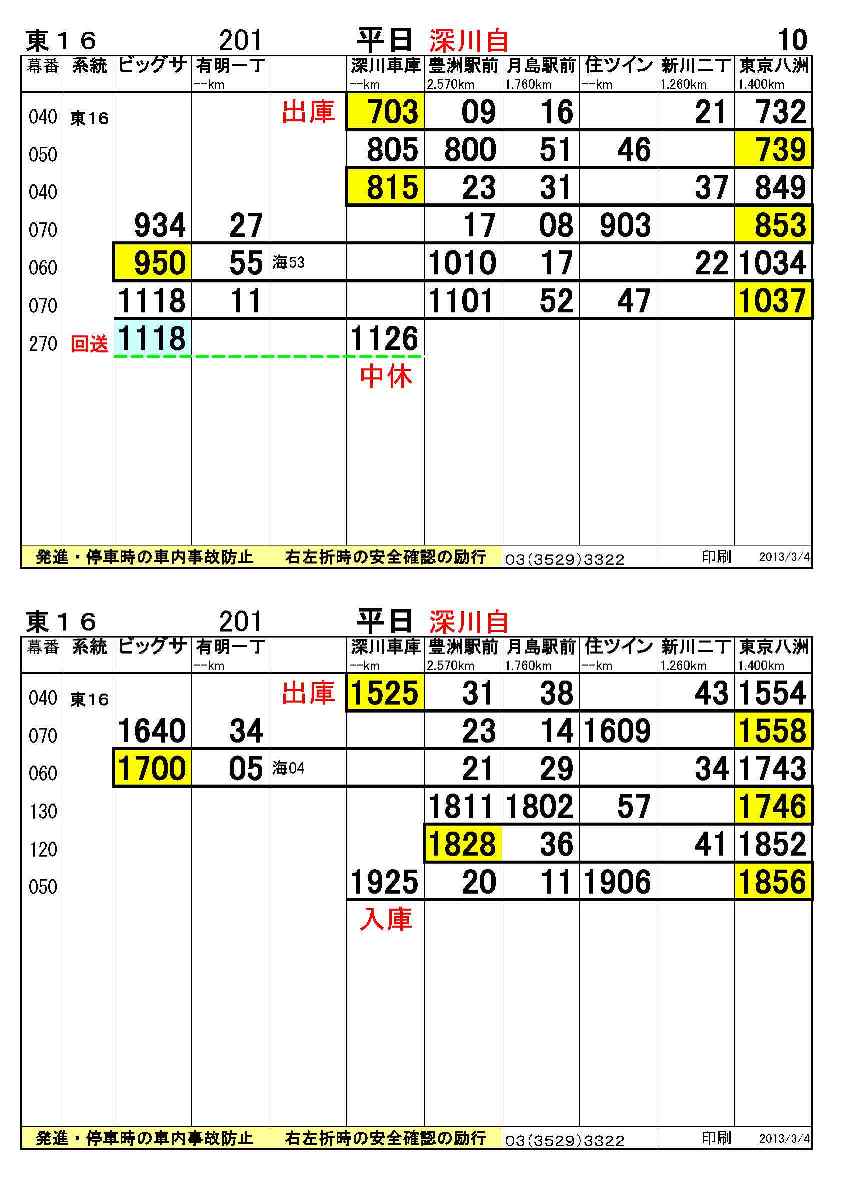 東１６ 201 平日 深川自 10
幕番 系統 ビッグサ 有明一丁 深川車庫 豊洲駅前 月島駅前 住ツイン 新川二丁 東京八洲
--km --km 2.570km 1.760km --km 1.260km 1.400km
040 東16 出庫 703 09 16 21 732
050 805 800 51 46 739
040 815 23 31 37 849
070 934 27 17 08 903 853
060 950 55 海53 1010 17 22 1034
070 1118 11 1101 52 47 1037
270 回送 1118 1126
中休
発進・停車時の車内事故防止 右左折時の安全確認の励行 03(3529)3322 印刷 2013/3/4
東１６ 201 平日 深川自
幕番 系統 ビッグサ 有明一丁 深川車庫 豊洲駅前 月島駅前 住ツイン 新川二丁 東京八洲
--km --km 2.570km 1.760km --km 1.260km 1.400km
040 東16 出庫 1525 31 38 43 1554
070 1640 34 23 14 1609 1558
060 1700 05 海04 21 29 34 1743
130 1811 1802 57 1746
120 1828 36 41 1852
050 1925 20 11 1906 1856
入庫
発進・停車時の車内事故防止 右左折時の安全確認の励行 03(3529)3322 印刷 2013/3/4